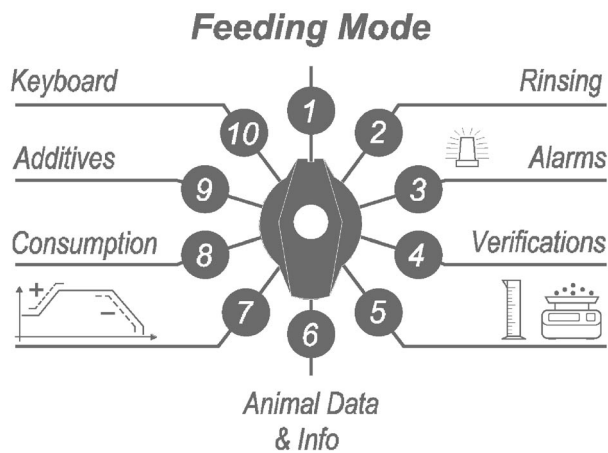 Feeding Mode
Keyboard
Rinsing
1
10
2
Additives
Alarms
9
3
Consumption
Verifications
8
4
+
-
7
5
6
Animal Data
& Info